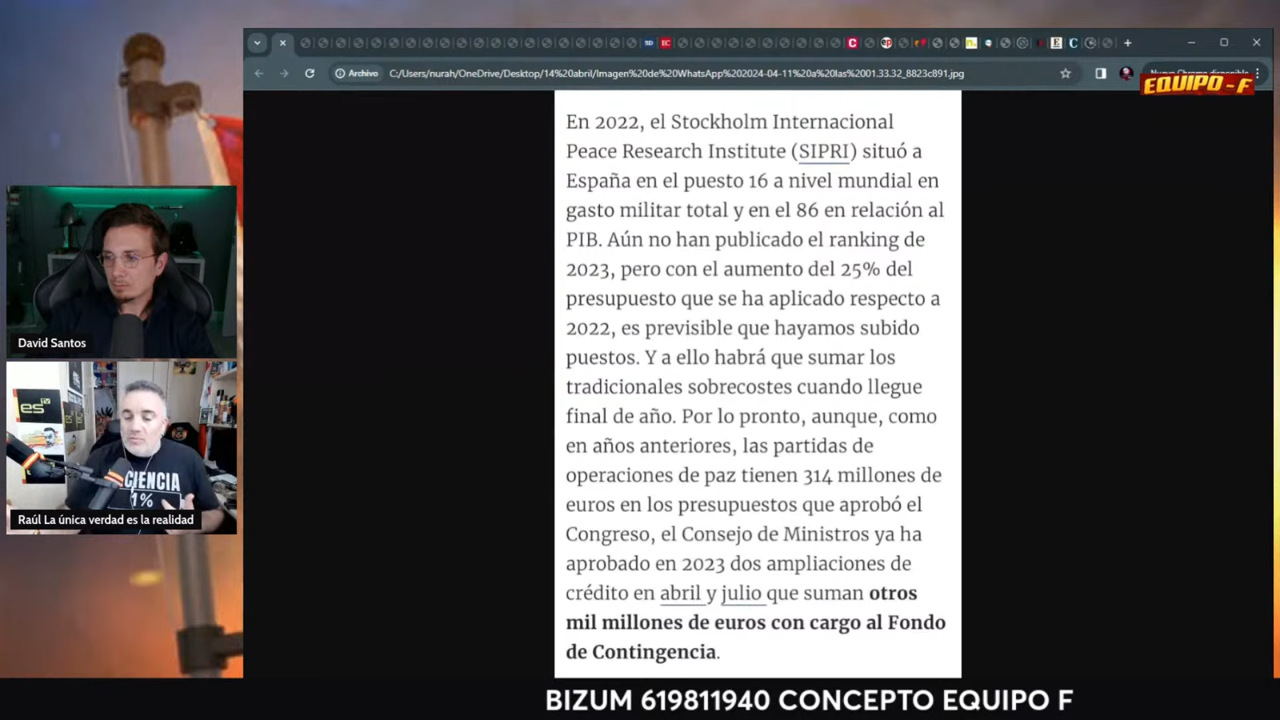 Archivo
C:/Users/nurah/OneDrive/Desktop/14%20abril/Imagen%20de%20WhatsApp%202024-04-11%20a%20las%2001.33.32_8823c891.jpg
EQUIPO-F
En 2022, el Stockholm Internacional
Peace Research Institute (SIPRI) situó a
España en el puesto 16 a nivel mundial en
gasto militar total y en el 86 en relación al
PIB. Aún no han publicado el ranking de
2023, pero con el aumento del 25% del
presupuesto que se ha aplicado respecto a
2022, es previsible que hayamos subido
puestos. Y a ello habrá que sumar los
tradicionales sobrecostes cuando llegue
final de año. Por lo pronto, aunque, como
en años anteriores, las partidas de
operaciones de paz tienen 314 millones de
euros en los presupuestos que aprobó el
Congreso, el Consejo de Ministros ya ha
aprobado en 2023 dos ampliaciones de
crédito en abril y julio que suman otros
mil millones de euros con cargo al Fondo
de Contingencia.
David Santos
es
CIENCIA
1%
Raúl La única verdad es la realidad
BIZUM 619811940 CONCEPTO EQUIPO F